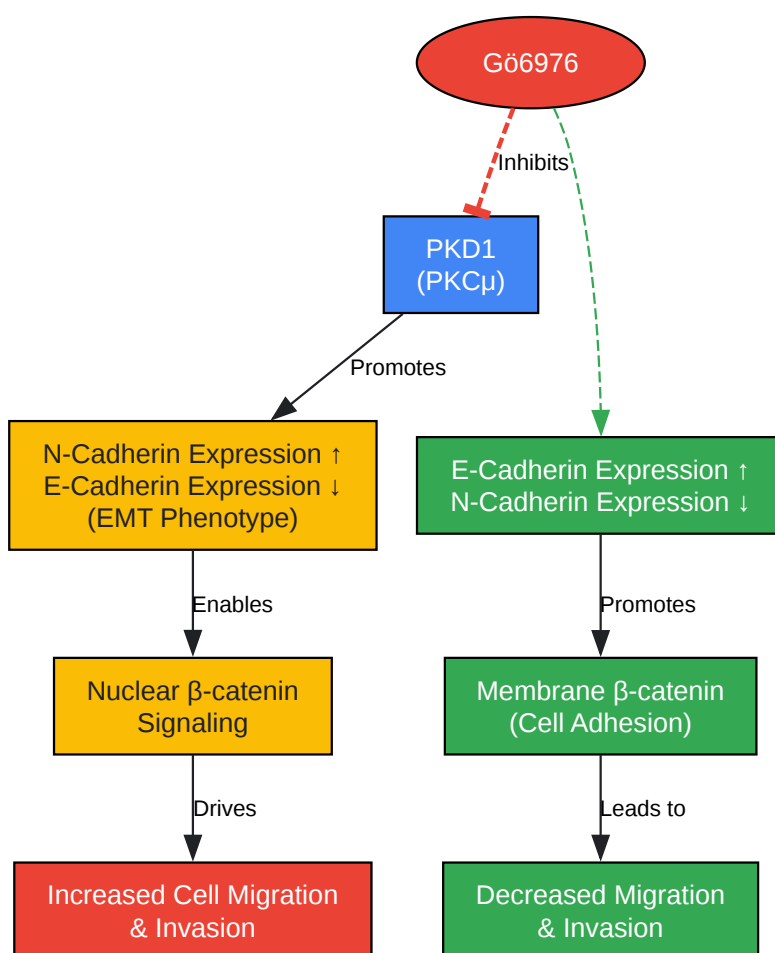 Gö6976
Inhibits
PKD1
(PKCμ)
Promotes
N-Cadherin Expression ↑
E-Cadherin Expression ↓
(EMT Phenotype)
E-Cadherin Expression ↑
N-Cadherin Expression ↓
Enables
Promotes
Nuclear β-catenin
Signaling
Membrane β-catenin
(Cell Adhesion)
Drives
Leads to
Increased Cell Migration
& Invasion
Decreased Migration
& Invasion